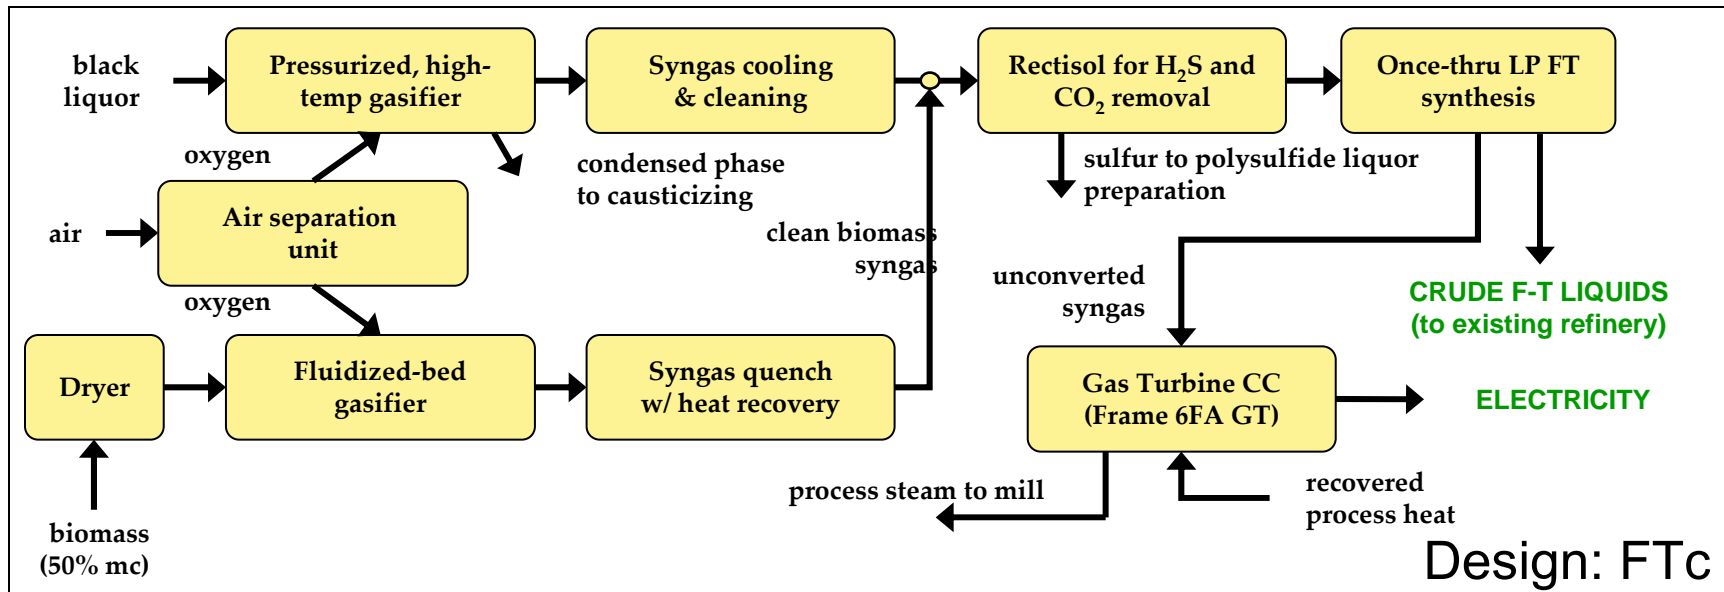 black
liquor
Pressurized, high-
temp gasifier
Syngas cooling
& cleaning
Rectisol for H₂S and
CO₂ removal
Once-thru LP FT
synthesis
oxygen
condensed phase
to causticizing
sulfur to polysulfide liquor
preparation
air
Air separation
unit
clean biomass
syngas
unconverted
syngas
oxygen
CRUDE F-T LIQUIDS
(to existing refinery)
Dryer
Fluidized-bed
gasifier
Syngas quench
w/ heat recovery
Gas Turbine CC
(Frame 6FA GT)
ELECTRICITY
process steam to mill
recovered
process heat
biomass
(50% mc)
Design: FTc